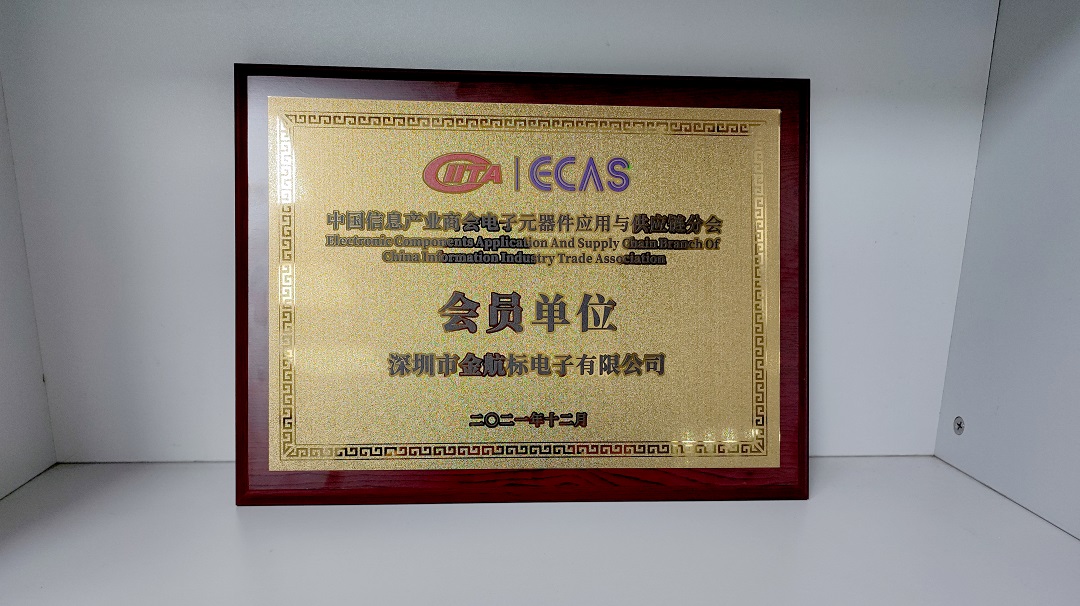 CIITA | ECAS
中国信息产业商会电子元器件应用与供应链分会
Electronic Components Application And Supply Chain Branch Of
China Information Industry Trade Association
会员单位
深圳市金航标电子有限公司
二〇二一年十二月